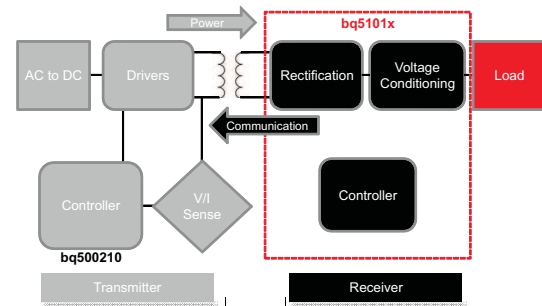 Power
bq5101x
AC to DC
Drivers
Rectification
Voltage
Conditioning
Load
Communication
Controller
V/I
Sense
Controller
bq500210
Transmitter
Receiver